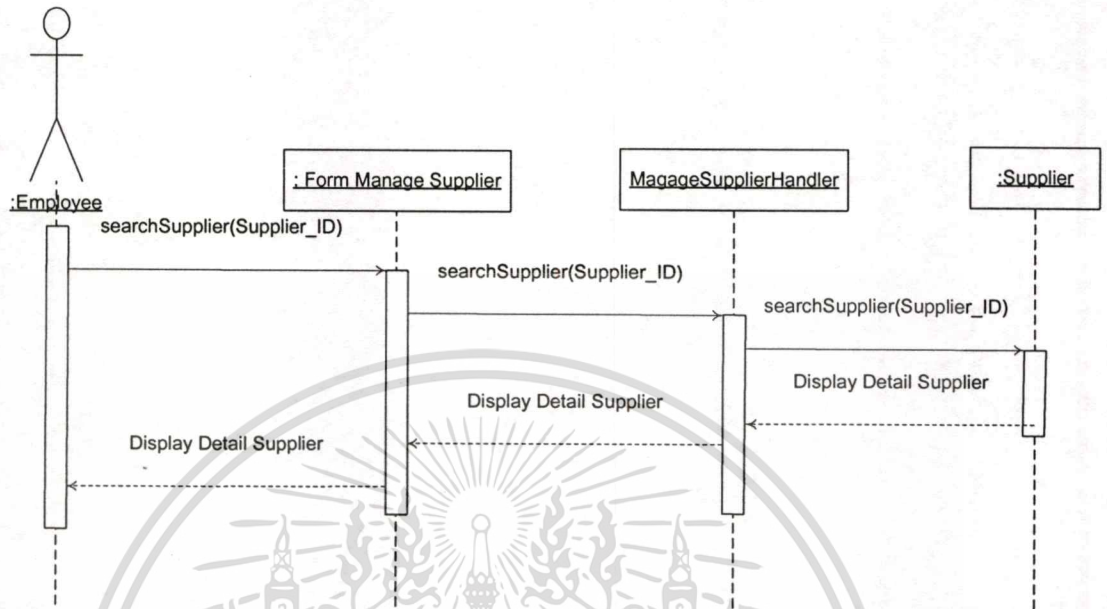 : Form Manage Supplier
MagageSupplierHandler
:Supplier
:Employee
searchSupplier(Supplier_ID)
searchSupplier(Supplier_ID)
searchSupplier(Supplier_ID)
Display Detail Supplier
Display Detail Supplier
Display Detail Supplier